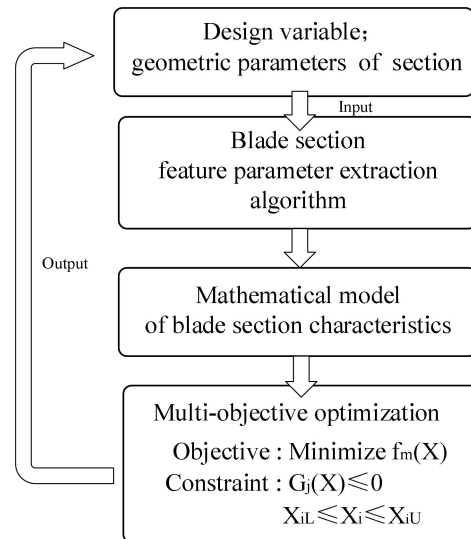 Design variable；
geometric parameters of section
Input
Blade section
feature parameter extraction
algorithm
Output
Mathematical model
of blade section characteristics
Multi-objective optimization
Objective : Minimize fm(X)
Constraint : Gj(X)≤0
XiL≤Xi≤XiU